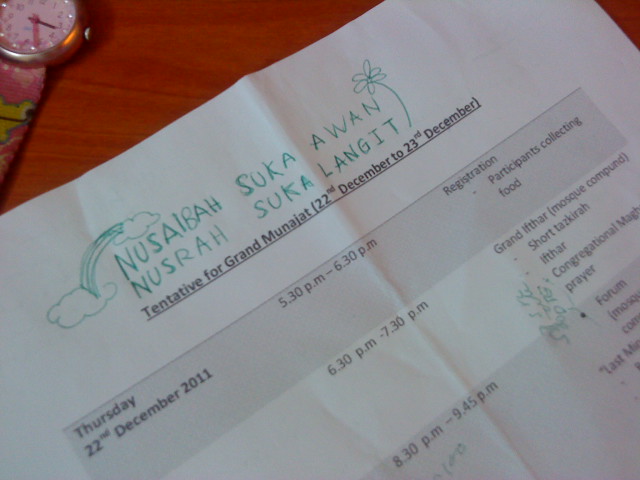 NUSAIBAH SUKA AWAN
NUSRAH SUKA LANGIT
Tentative for Grand Munajat (22nd December to 23rd December)
Thursday
22nd December 2011
5.30 p.m – 6.30 p.m
Registration
- Participants collecting
food
6.30 p.m -7.30 p.m
Grand Ifthar (mosque compund)
- Short tazkirah
- Ifthar
- Congregational
prayer
8.30 p.m – 9.45 p.m
Forum
"Last